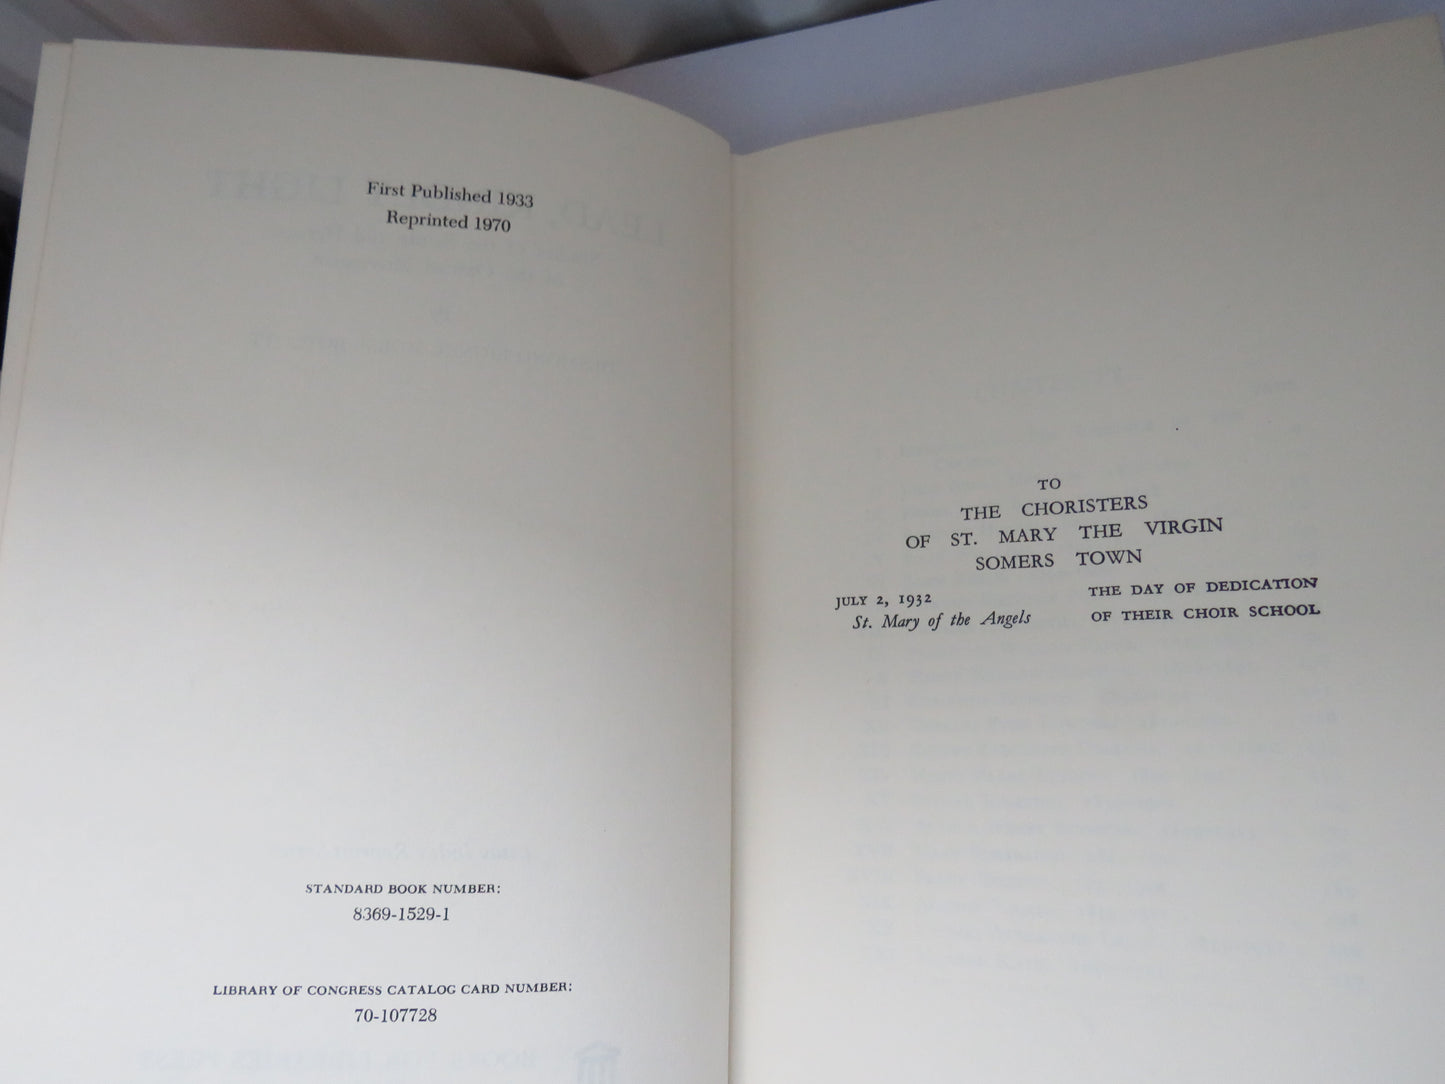 First Published 1933
Reprinted 1970
STANDARD BOOK NUMBER:
8369-1529-1
LIBRARY OF CONGRESS CATALOG CARD NUMBER:
70-107728
TO
THE CHORISTERS
OF ST. MARY THE VIRGIN
SOMERS TOWN
JULY 2, 1932
St. Mary of the Angels
THE DAY OF DEDICATION
OF THEIR CHOIR SCHOOL